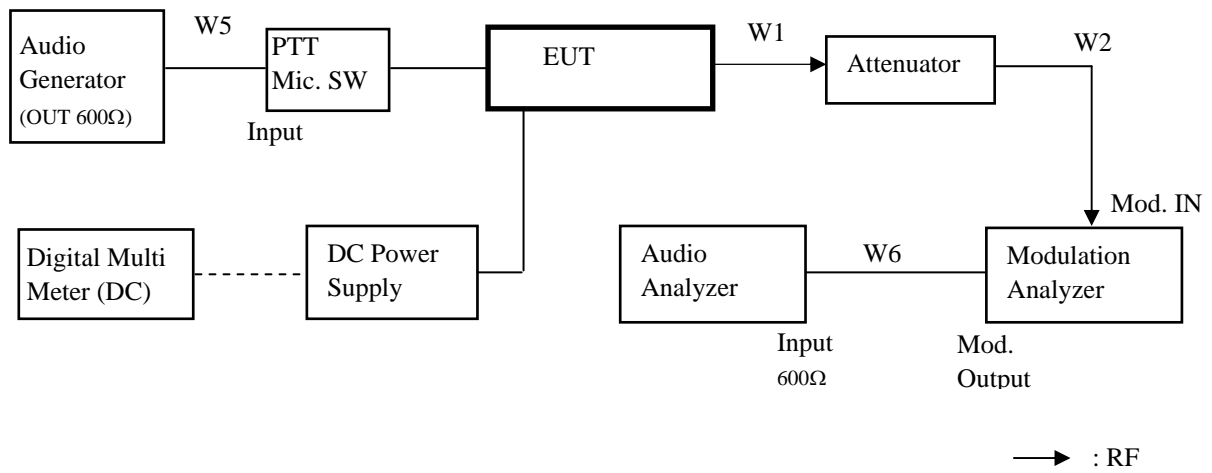 W5
Audio
Generator
(OUT 600Ω)
PTT
Mic. SW
Input
EUT
W1
Attenuator
W2
Mod. IN
Digital Multi
Meter (DC)
DC Power
Supply
Audio
Analyzer
W6
Modulation
Analyzer
Input
600Ω
Mod.
Output
: RF